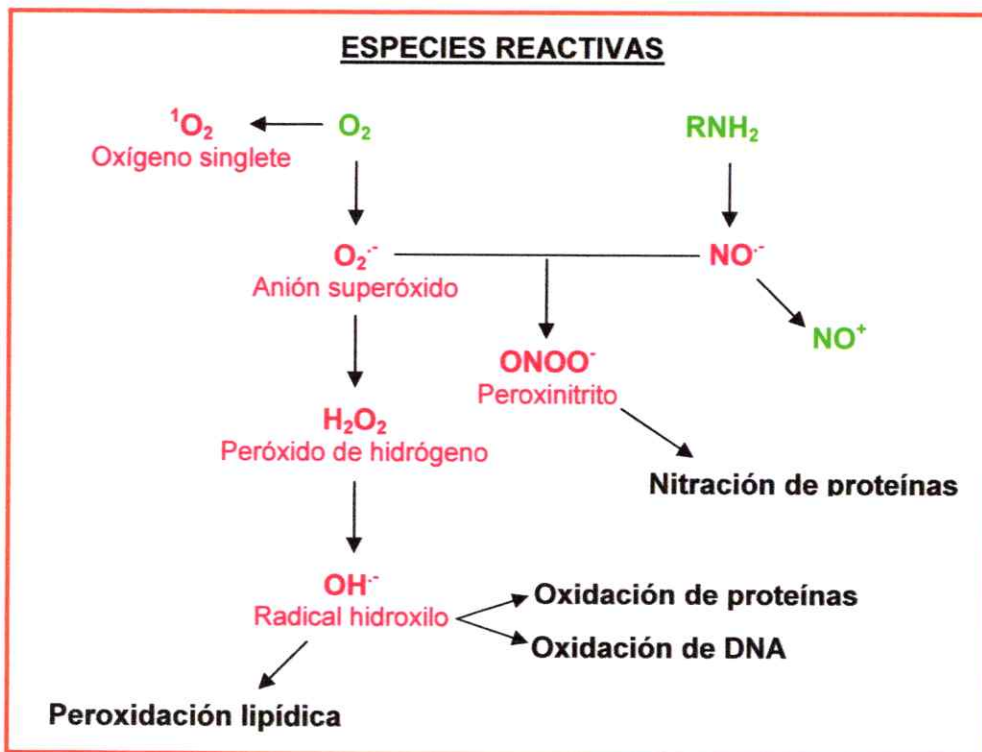 ESPECIES REACTIVAS
¹O₂
O₂
RNH₂
Oxígeno singlete
O₂·⁻
NO·⁻
Anión superóxido
NO⁺
ONOO⁻
Peroxinitrito
H₂O₂
Peróxido de hidrógeno
Nitración de proteínas
OH·⁻
Radical hidroxilo
Oxidación de proteínas
Oxidación de DNA
Peroxidación lipídica